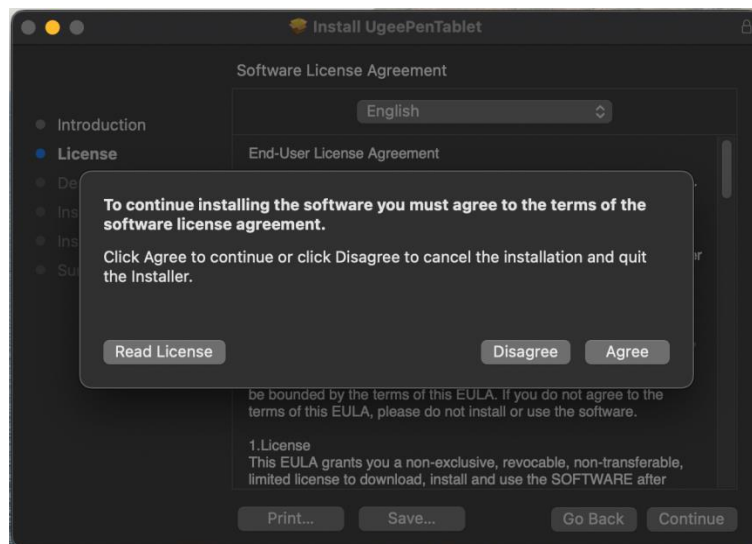 Install UgeePenTablet
Software License Agreement
English
Introduction
License
De
Ins
Ins
Su
End-User License Agreement
To continue installing the software you must agree to the terms of the
software license agreement.
Click Agree to continue or click Disagree to cancel the installation and quit
the Installer.
Read License
Disagree
Agree
be bounded by the terms of this EULA. If you do not agree to the
terms of this EULA, please do not install or use the software.
1.License
This EULA grants you a non-exclusive, revocable, non-transferable,
limited license to download, install and use the SOFTWARE after
Print...
Save...
Go Back
Continue